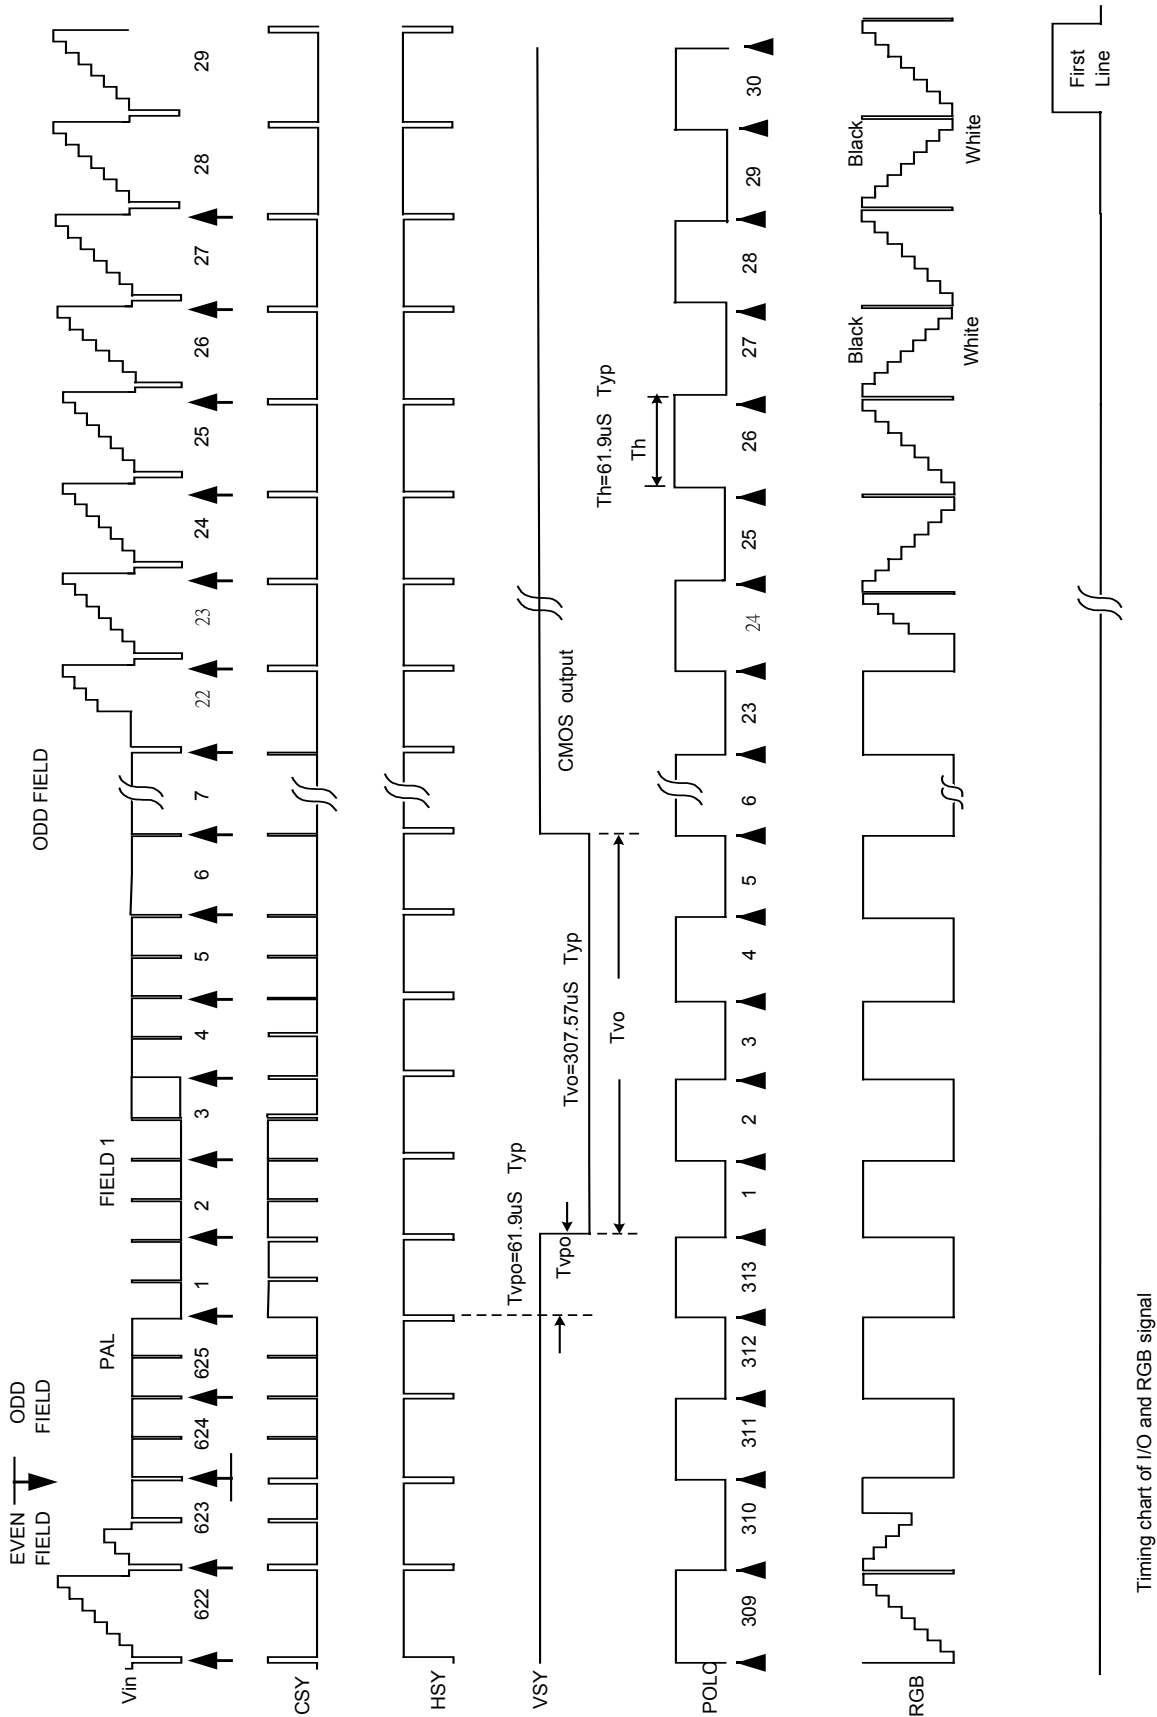 EVEN FIELD
ODD FIELD
ODD FIELD
PAL
FIELD 1
Vin
622 623 624 625 1 2 3 4 5 6 7 22 23 24 25 26 27 28 29
CSY
HSY
Tvpo=61.9uS Typ
VSY
Tvpo
CMOS output
Tvo=307.57uS Typ
Tvo
Th=61.9uS Typ
Th
POLC
309 310 311 312 313 1 2 3 4 5 6 23 24 25 26 27 28 29 30
Black
Black
RGB
White
White
First
Line
Timing chart of I/O and RGB signal